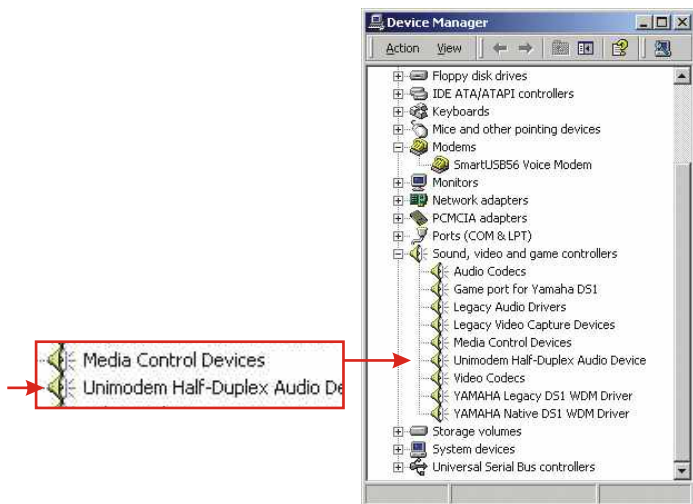 Device Manager
Action View
Floppy disk drives
IDE ATA/ATAPI controllers
Keyboards
Mice and other pointing devices
Modems
SmartUSB56 Voice Modem
Monitors
Network adapters
PCMCIA adapters
Ports (COM & LPT)
Sound, video and game controllers
Audio Codecs
Game port for Yamaha DS1
Legacy Audio Drivers
Legacy Video Capture Devices
Media Control Devices
Unimodem Half-Duplex Audio Device
Video Codecs
YAMAHA Legacy DS1 WDM Driver
YAMAHA Native DS1 WDM Driver
Storage volumes
System devices
Universal Serial Bus controllers
Media Control Devices
Unimodem Half-Duplex Audio De